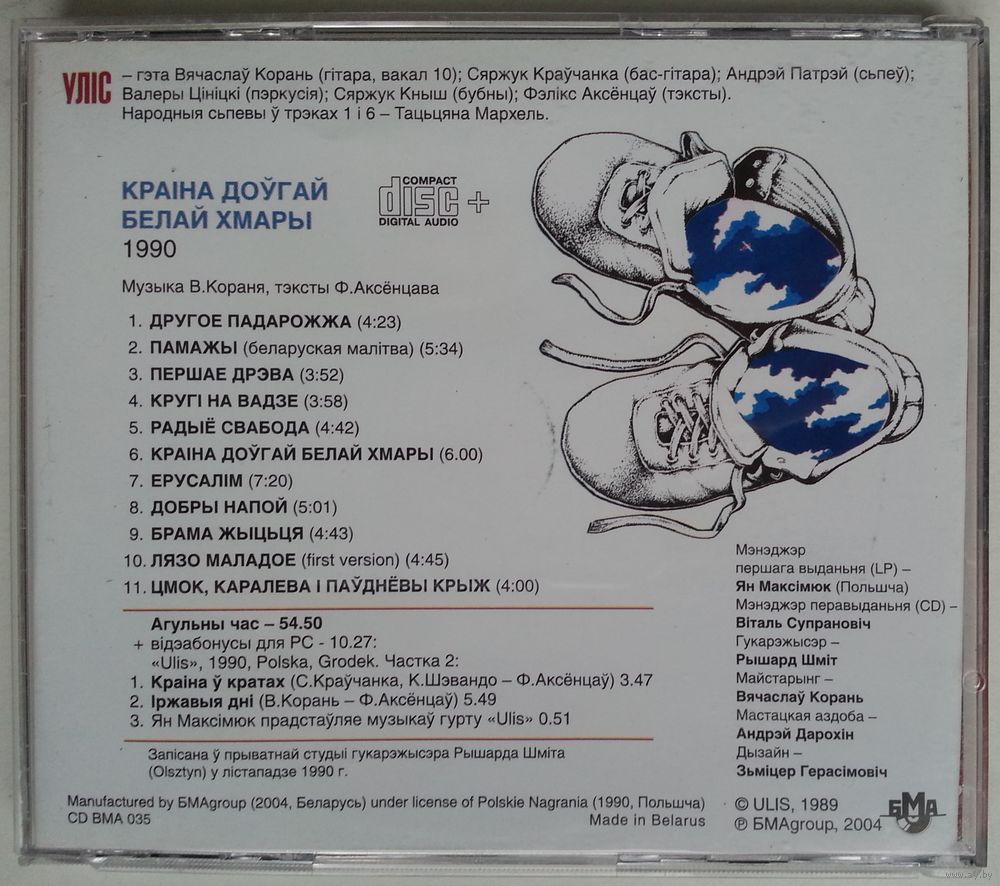 УЛІС – гэта Вячаслаў Корань (гітара, вакал 10); Сяржук Краўчанка (бас-гітара); Андрэй Патрэй (сьпеў);
Валеры Цініцкі (пэркусія); Сяржук Кныш (бубны); Фэлікс Аксёнцаў (тэксты).
Народныя сьпевы ў трэках 1 і 6 – Тацьцяна Мархель.
КРАІНА ДОЎГАЙ
БЕЛАЙ ХМАРЫ
1990
COMPACT
disc +
DIGITAL AUDIO
Музыка В.Кораня, тэксты Ф.Аксёнцава
1. ДРУГОЕ ПАДАРОЖЖА (4:23)
2. ПАМАЖЫ (беларуская малітва) (5:34)
3. ПЕРШАЕ ДРЭВА (3:52)
4. КРУГІ НА ВАДЗЕ (3:58)
5. РАДЫЁ СВАБОДА (4:42)
6. КРАІНА ДОЎГАЙ БЕЛАЙ ХМАРЫ (6.00)
7. ЕРУСАЛІМ (7:20)
8. ДОБРЫ НАПОЙ (5:01)
9. БРАМА ЖЫЦЬЦЯ (4:43)
10. ЛЯЗО МАЛАДОЕ (first version) (4:45)
11. ЦМОК, КАРАЛЕВА І ПАЎДНЁВЫ КРЫЖ (4:00)
Агульны час – 54.50
+ відэабонусы для PC - 10.27:
«Ulis», 1990, Polska, Grodek. Частка 2:
1. Краіна ў кратах (С.Краўчанка, К.Шэвандо – Ф.Аксёнцаў) 3.47
2. Іржавыя дні (В.Корань – Ф.Аксёнцаў) 5.49
3. Ян Максімюк прадстаўляе музыкаў гурту «Ulis» 0.51
Запісана ў прыватнай студыі гукарэжысэра Рышарда Шміта
(Olsztyn) у лістападзе 1990 г.
Мэнэджэр
першага выданьня (LP) –
Ян Максімюк (Польшча)
Мэнэджэр перавыданьня (CD) –
Віталь Супрановіч
Гукарэжысэр –
Рышард Шміт
Майстарынг –
Вячаслаў Корань
Мастацкая аздоба –
Андрэй Дарохін
Дызайн –
Зьміцер Герасімовіч
Manufactured by БМАgroup (2004, Беларусь) under license of Polskie Nagrania (1990, Польшча)
CD BMA 035
Made in Belarus
© ULIS, 1989
℗ БМАgroup, 2004
БМА
www.ay.by